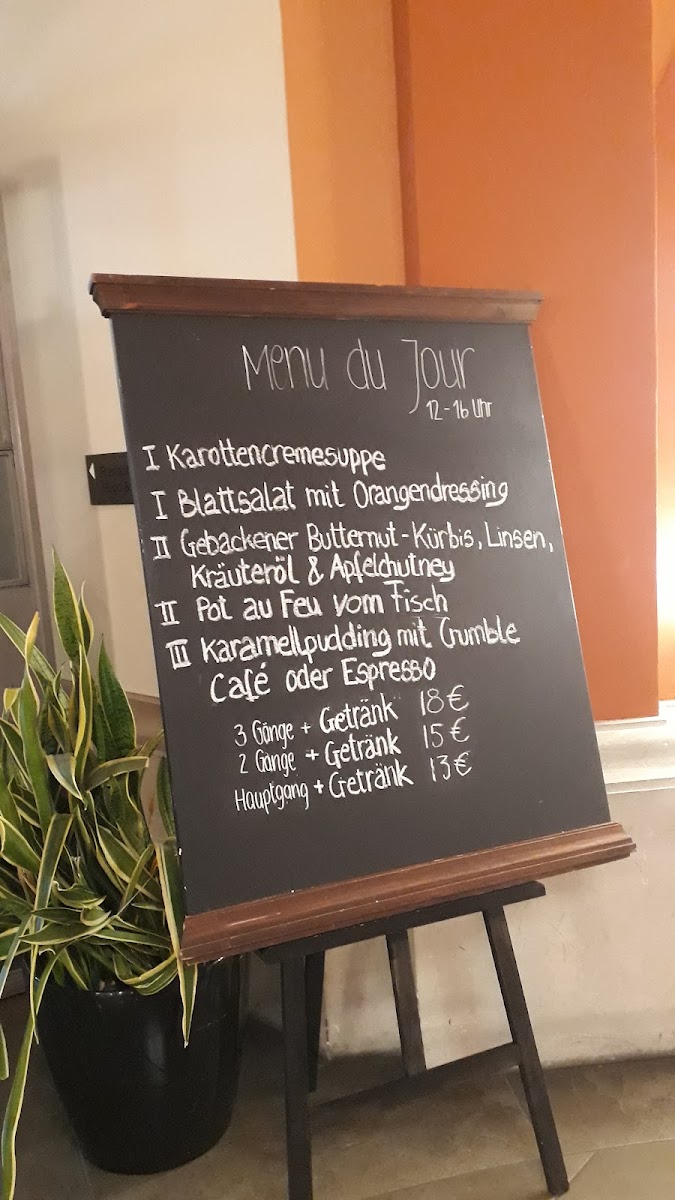 Menu du Jour
12-16 Uhr
I Karottencremesuppe
I Blattsalat mit Orangendressing
II Gebackener Butternut-Kürbis, Linsen,
Kräuteröl & Apfelchutney
II Pot au Feu vom Fisch
III Karamellpudding mit Crumble
Café oder Espresso
3 Gänge + Getränk 18€
2 Gänge + Getränk 15€
Hauptgang + Getränk 13€